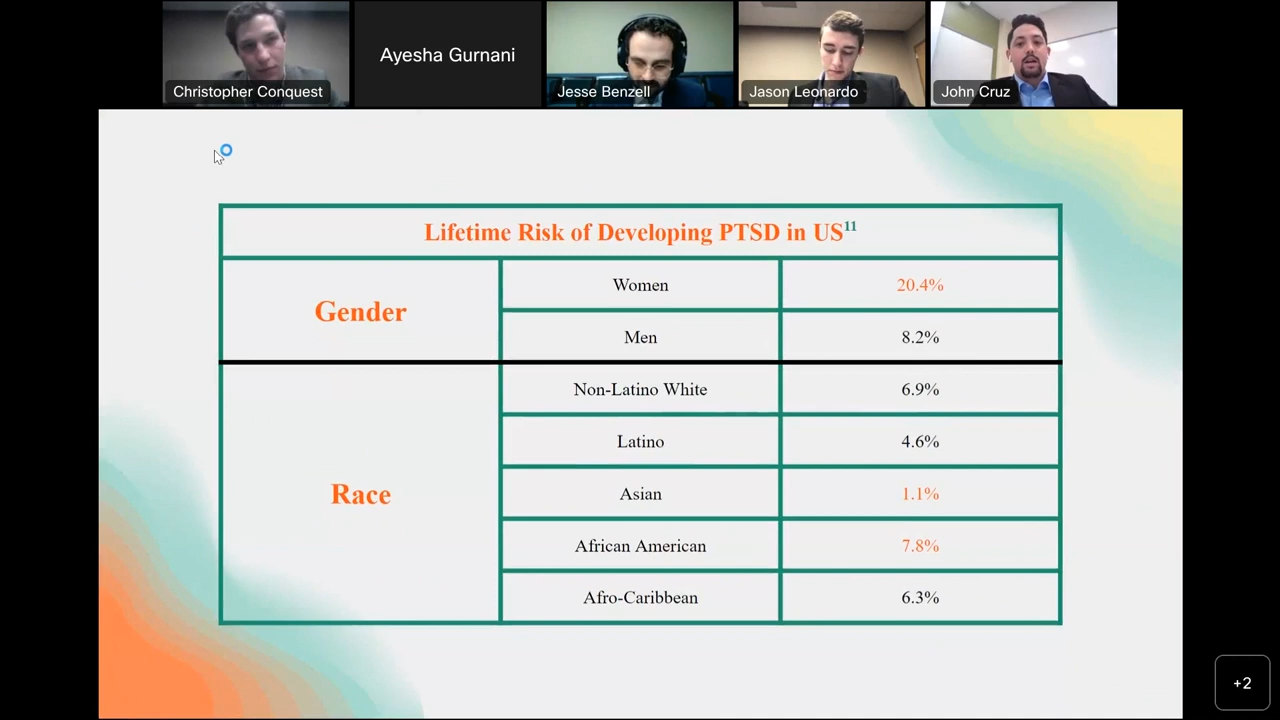 Christopher Conquest
Ayesha Gurnani
Jesse Benzell
Jason Leonardo
John Cruz
Lifetime Risk of Developing PTSD in US¹¹
Gender
Women
20.4%
Men
8.2%
Race
Non-Latino White
6.9%
Latino
4.6%
Asian
1.1%
African American
7.8%
Afro-Caribbean
6.3%
+2